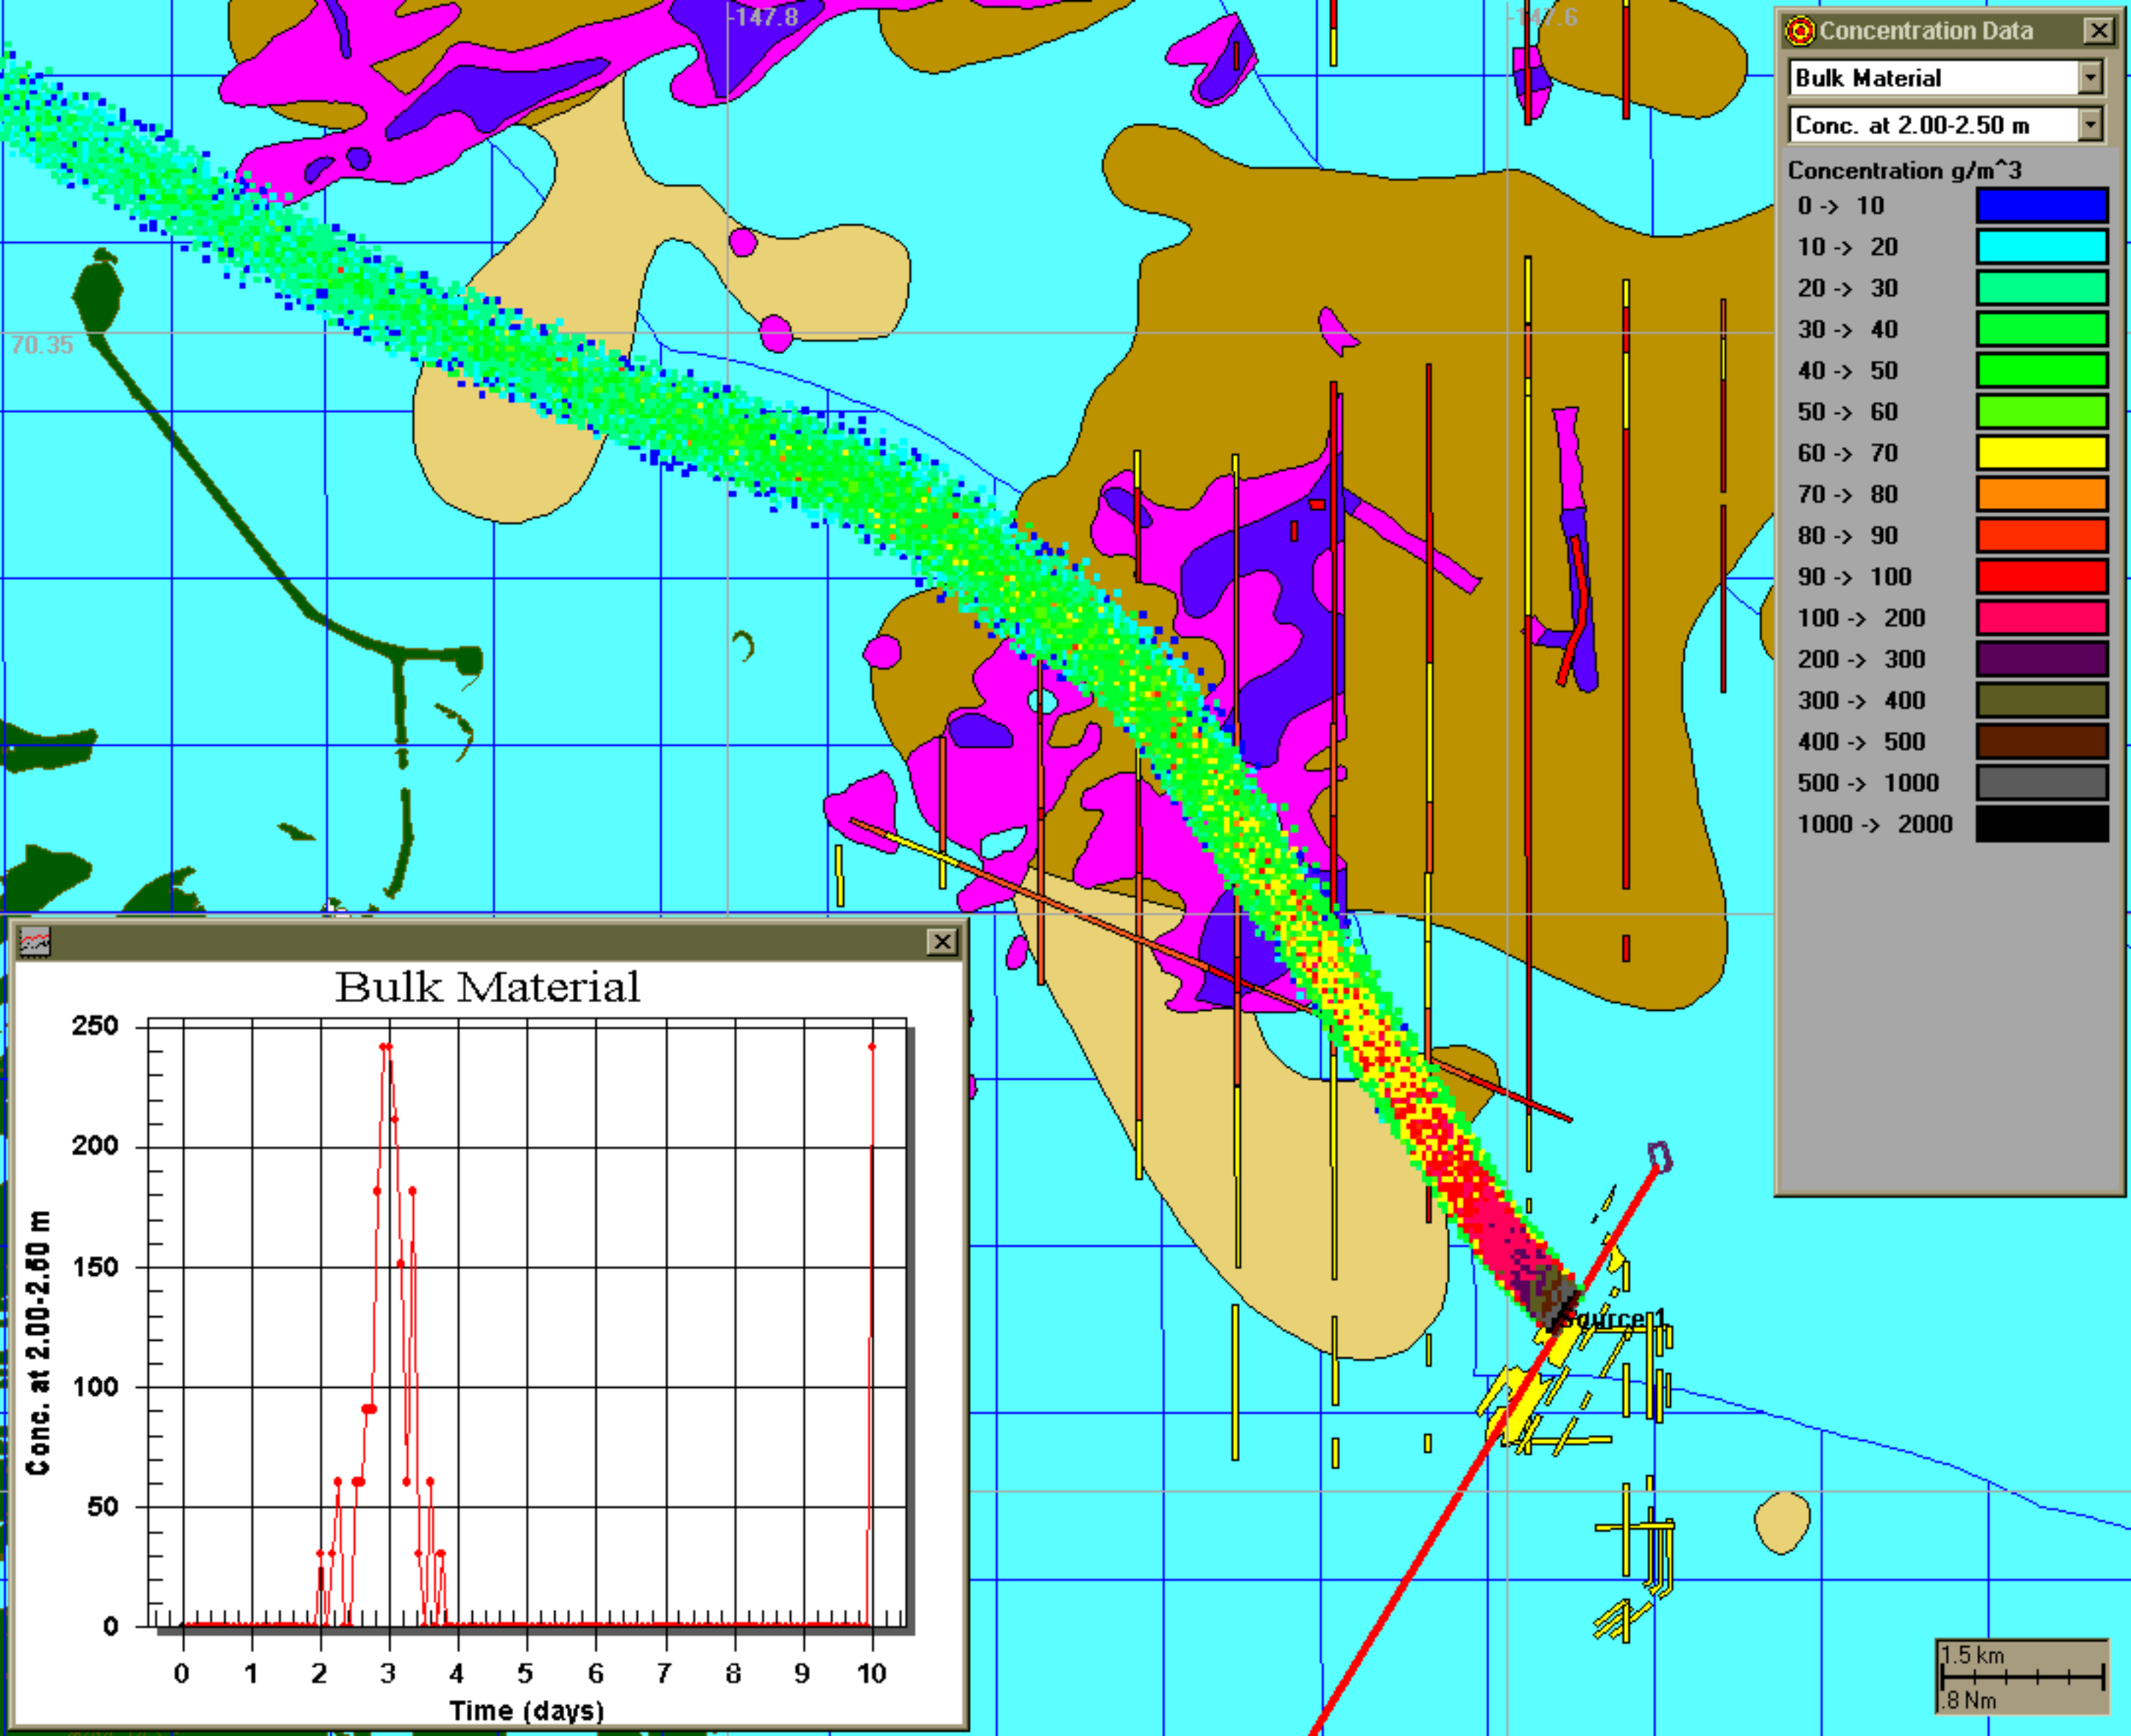 -147.8
-147.6
70.35
Source 1
Concentration Data
Bulk Material
Conc. at 2.00-2.50 m
Concentration g/m^3
0 -> 10
10 -> 20
20 -> 30
30 -> 40
40 -> 50
50 -> 60
60 -> 70
70 -> 80
80 -> 90
90 -> 100
100 -> 200
200 -> 300
300 -> 400
400 -> 500
500 -> 1000
1000 -> 2000
Bulk Material
Conc. at 2.00-2.50 m
250
200
150
100
50
0
0 1 2 3 4 5 6 7 8 9 10
Time (days)
1.5 km
.8 Nm